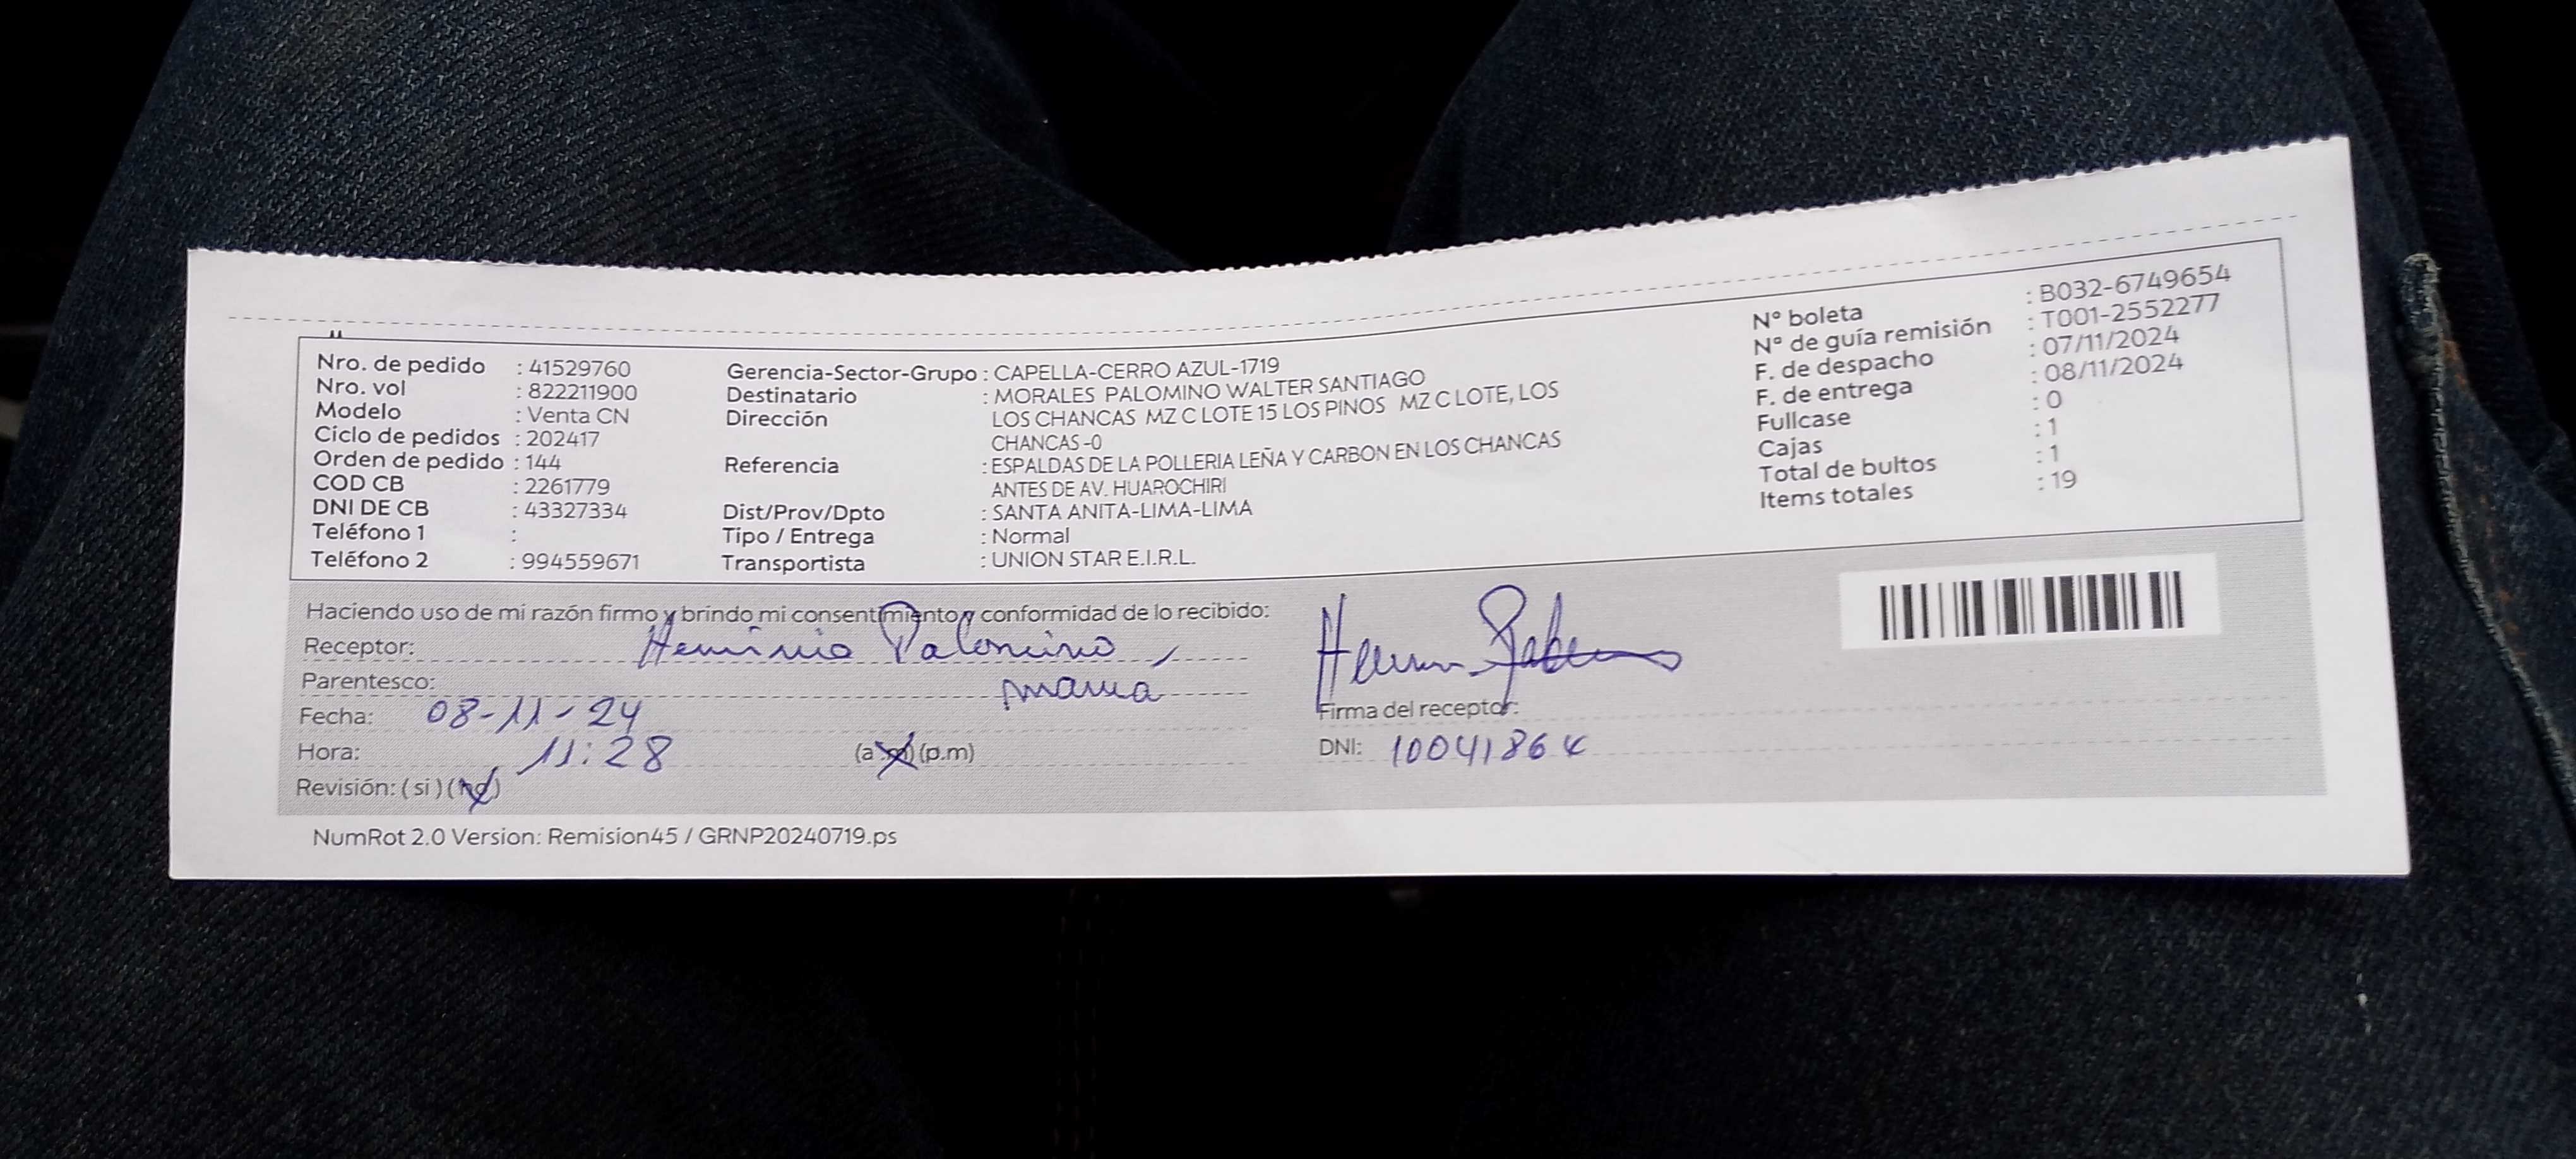 Nro. de pedido : 41529760
Nro. vol : 822211900
Modelo : Venta CN
Ciclo de pedidos : 202417
Orden de pedido : 144
COD CB : 2261779
DNI DE CB : 43327334
Teléfono 1 :
Teléfono 2 : 994559671
Gerencia-Sector-Grupo : CAPELLA-CERRO AZUL-1719
Destinatario : MORALES PALOMINO WALTER SANTIAGO
Dirección LOS CHANCAS MZ C LOTE 15 LOS PINOS MZ C LOTE, LOS
CHANCAS -0
Referencia : ESPALDAS DE LA POLLERIA LEÑA Y CARBON EN LOS CHANCAS
ANTES DE AV. HUAROCHIRI
Dist/Prov/Dpto : SANTA ANITA-LIMA-LIMA
Tipo / Entrega : Normal
Transportista : UNION STAR E.I.R.L.
N° boleta : B032-6749654
N° de guía remisión : T001-2552277
F. de despacho : 07/11/2024
F. de entrega : 08/11/2024
Fullcase : 0
Cajas : 1
Total de bultos : 1
Items totales : 19
Haciendo uso de mi razón firmo y brindo mi consentimiento y conformidad de lo recibido:
Receptor: Palomino
Parentesco: mama
Fecha: 08-11-24
Hora: 11:28 (a.m) (p.m)
Revisión: ( si ) (no)
Firma del receptor:
DNI: 1004186
NumRot 2.0 Version: Remision45 / GRNP20240719.ps